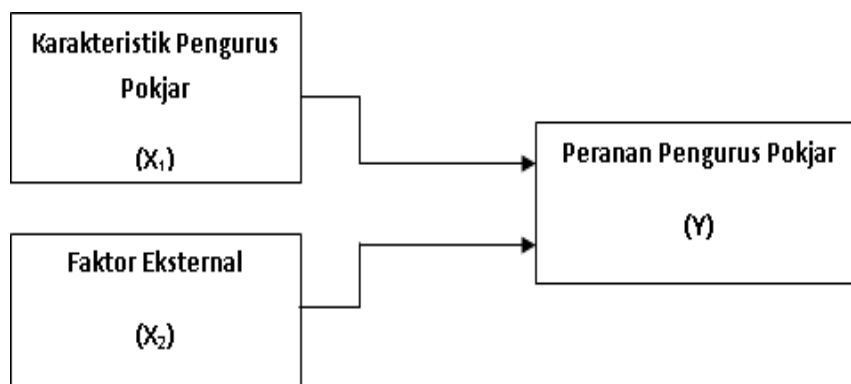 Karakteristik Pengurus
Pokjar
(X₁)
Peranan Pengurus Pokjar
(Y)
Faktor Eksternal
(X₂)